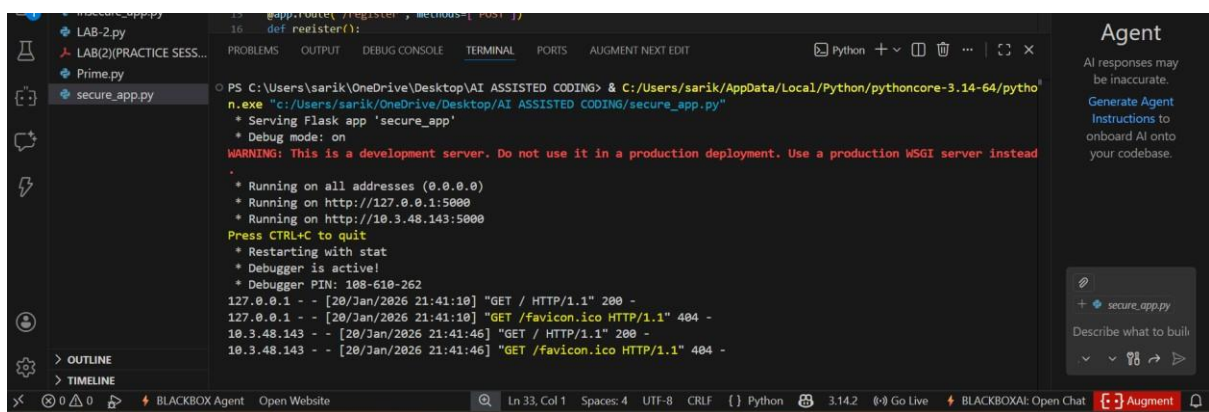 insecure_app.py
LAB-2.py
LAB(2)(PRACTICE SESS...
Prime.py
secure_app.py
15 @app.route('/register', methods=['POST'])
16 def register():
PROBLEMS OUTPUT DEBUG CONSOLE TERMINAL PORTS AUGMENT NEXT EDIT Python
PS C:\Users\sarik\OneDrive\Desktop\AI ASSISTED CODING> & C:/Users/sarik/AppData/Local/Python/pythoncore-3.14-64/pytho
n.exe "c:/Users/sarik/OneDrive/Desktop/AI ASSISTED CODING/secure_app.py"
* Serving Flask app 'secure_app'
* Debug mode: on
WARNING: This is a development server. Do not use it in a production deployment. Use a production WSGI server instead
.
* Running on all addresses (0.0.0.0)
* Running on http://127.0.0.1:5000
* Running on http://10.3.48.143:5000
Press CTRL+C to quit
* Restarting with stat
* Debugger is active!
* Debugger PIN: 108-610-262
127.0.0.1 - - [20/Jan/2026 21:41:10] "GET / HTTP/1.1" 200 -
127.0.0.1 - - [20/Jan/2026 21:41:10] "GET /favicon.ico HTTP/1.1" 404 -
10.3.48.143 - - [20/Jan/2026 21:41:46] "GET / HTTP/1.1" 200 -
10.3.48.143 - - [20/Jan/2026 21:41:46] "GET /favicon.ico HTTP/1.1" 404 -
Agent
AI responses may
be inaccurate.
Generate Agent
Instructions to
onboard AI onto
your codebase.
+ secure_app.py
Describe what to buil
> OUTLINE
> TIMELINE
0 0 BLACKBOX Agent Open Website Ln 33, Col 1 Spaces: 4 UTF-8 CRLF { } Python 3.14.2 Go Live BLACKBOXAI: Open Chat Augment